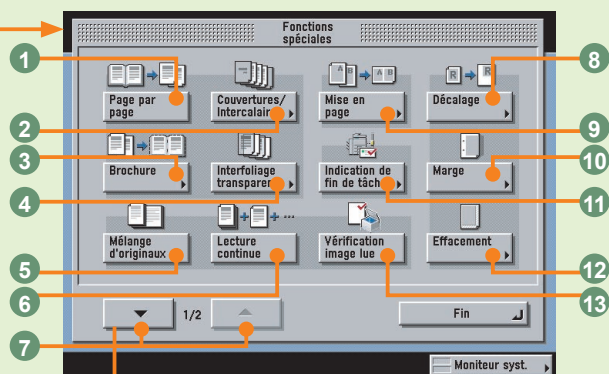 Fonctions
spéciales
1
8
Page par
page
Couvertures/
Intercalair
Mise en
page
Décalage
2
9
3
10
Brochure
Interfoliage
transparen
Indication de
fin de tâch
Marge
4
11
Mélange
d'originaux
Lecture
continue
Vérification
image lue
Effacement
5
12
6
13
1/2
Fin
7
Moniteur syst.